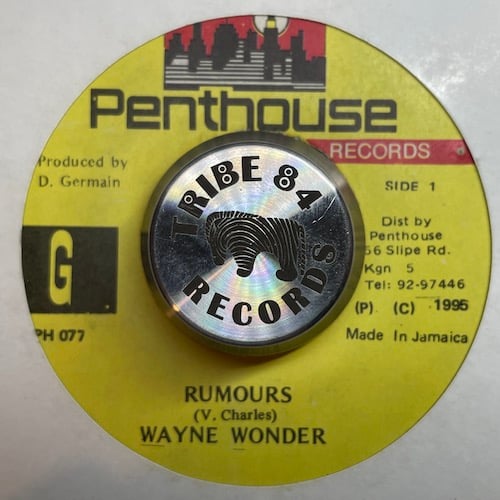 Penthouse
RECORDS
Produced by
D. Germain
SIDE 1
TRIBE 84
RECORDS
G
Dist by
Penthouse
56 Slipe Rd.
Kgn 5
Tel: 92-97446
(P) (C) 1995
PH 077
Made In Jamaica
RUMOURS
(V. Charles)
WAYNE WONDER